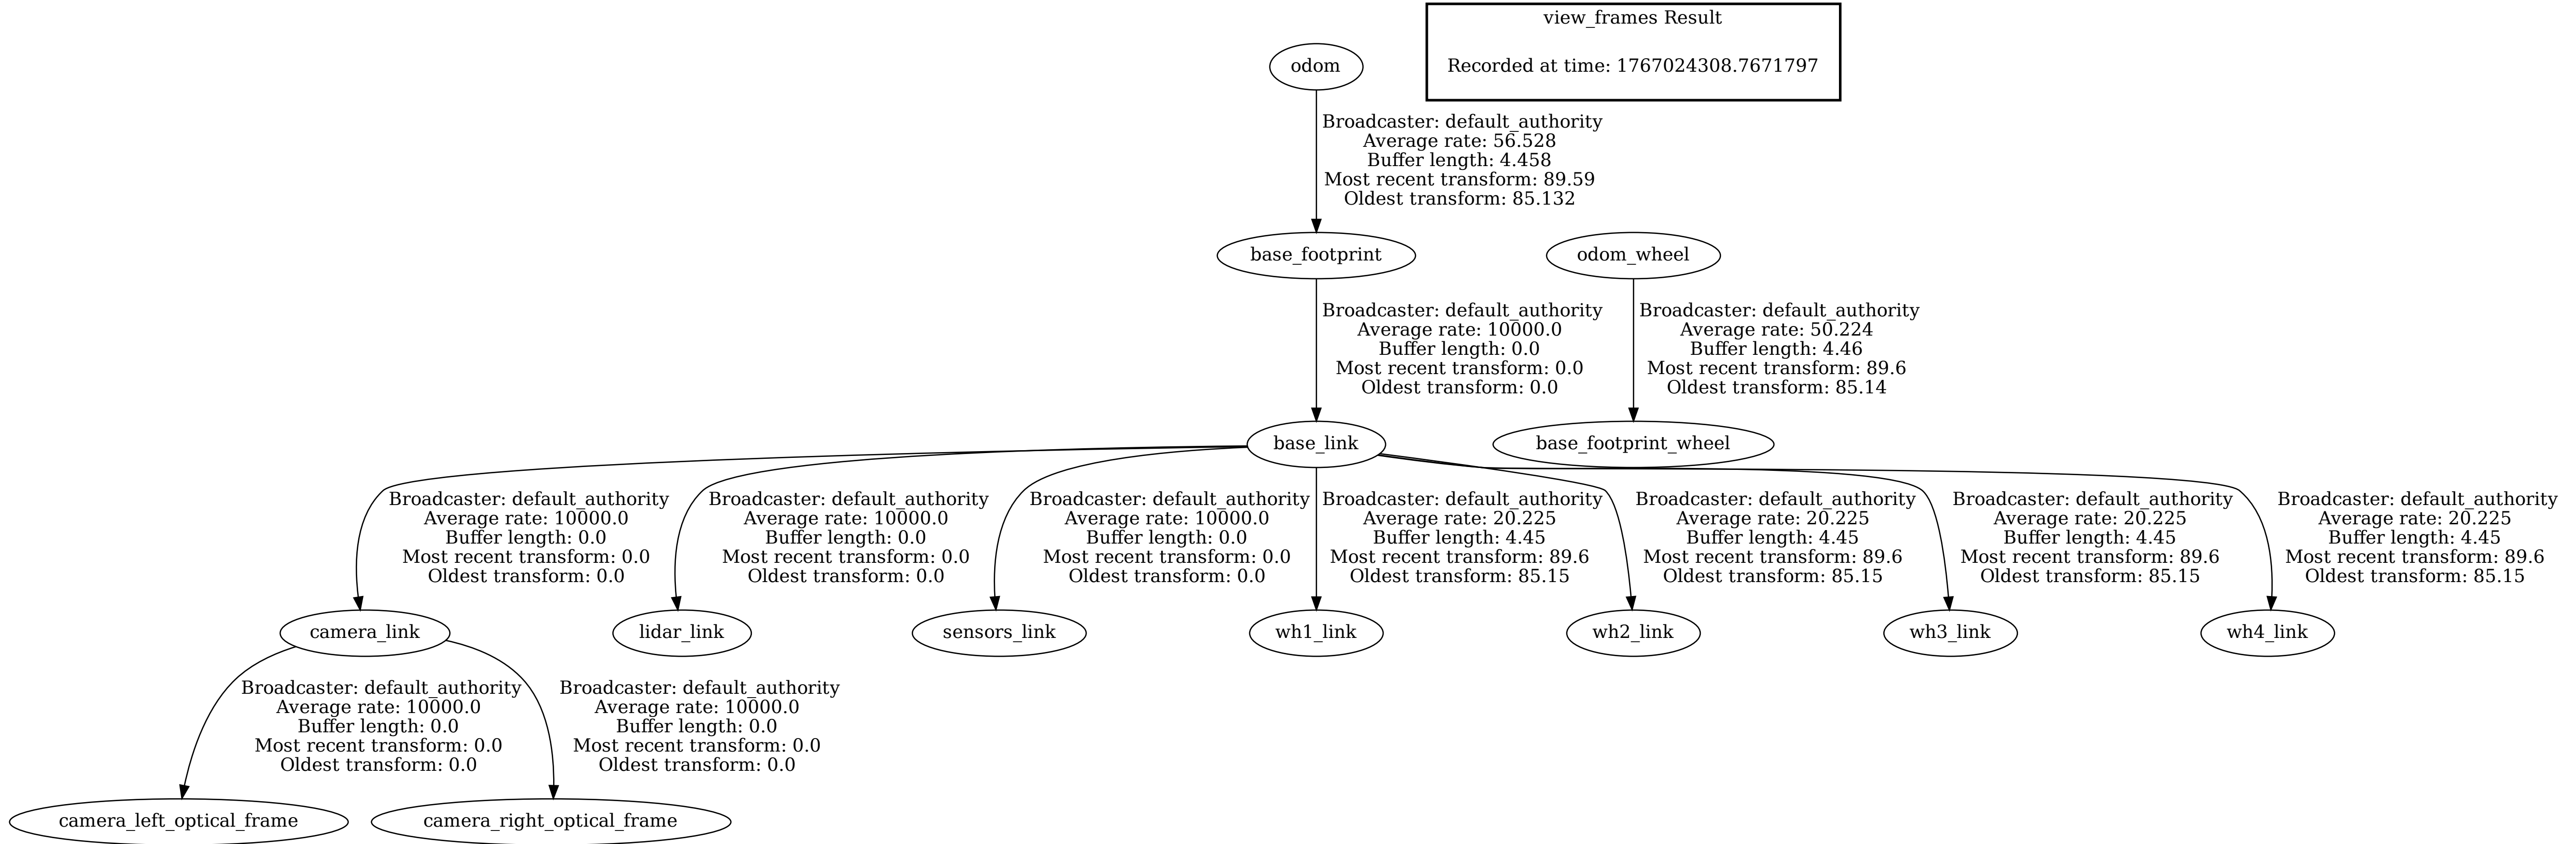 view_frames Result
Recorded at time: 1767024308.7671797
odom
Broadcaster: default_authority
Average rate: 56.528
Buffer length: 4.458
Most recent transform: 89.59
Oldest transform: 85.132
base_footprint
odom_wheel
Broadcaster: default_authority
Average rate: 10000.0
Buffer length: 0.0
Most recent transform: 0.0
Oldest transform: 0.0
Broadcaster: default_authority
Average rate: 50.224
Buffer length: 4.46
Most recent transform: 89.6
Oldest transform: 85.14
base_link
base_footprint_wheel
Broadcaster: default_authority
Average rate: 10000.0
Buffer length: 0.0
Most recent transform: 0.0
Oldest transform: 0.0
Broadcaster: default_authority
Average rate: 10000.0
Buffer length: 0.0
Most recent transform: 0.0
Oldest transform: 0.0
Broadcaster: default_authority
Average rate: 10000.0
Buffer length: 0.0
Most recent transform: 0.0
Oldest transform: 0.0
Broadcaster: default_authority
Average rate: 20.225
Buffer length: 4.45
Most recent transform: 89.6
Oldest transform: 85.15
Broadcaster: default_authority
Average rate: 20.225
Buffer length: 4.45
Most recent transform: 89.6
Oldest transform: 85.15
Broadcaster: default_authority
Average rate: 20.225
Buffer length: 4.45
Most recent transform: 89.6
Oldest transform: 85.15
Broadcaster: default_authority
Average rate: 20.225
Buffer length: 4.45
Most recent transform: 89.6
Oldest transform: 85.15
camera_link
lidar_link
sensors_link
wh1_link
wh2_link
wh3_link
wh4_link
Broadcaster: default_authority
Average rate: 10000.0
Buffer length: 0.0
Most recent transform: 0.0
Oldest transform: 0.0
Broadcaster: default_authority
Average rate: 10000.0
Buffer length: 0.0
Most recent transform: 0.0
Oldest transform: 0.0
camera_left_optical_frame
camera_right_optical_frame